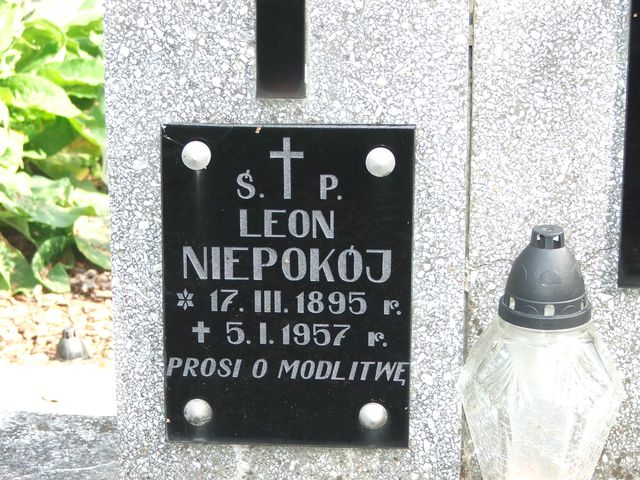 Ś. P.
LEON
NIEPOKÓJ
* 17. III. 1895 r.
✝ 5. I. 1957 r.
PROSI O MODLITWĘ